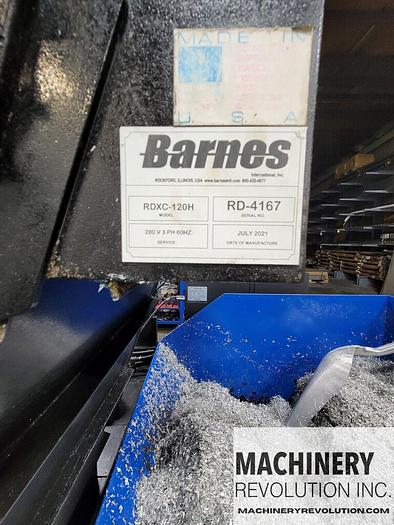 MADE IN
U.S.A
Barnes
International, Inc.
ROCKFORD, ILLINOIS, USA www.barnesintl.com 800-435-4877
RDXC-120H
MODEL
RD-4167
SERIAL NO.
280 V 3 PH 60HZ
SERVICE
JULY 2021
DATE OF MANUFACTURE
MACHINERY
REVOLUTION INC.
MACHINERYREVOLUTION.COM